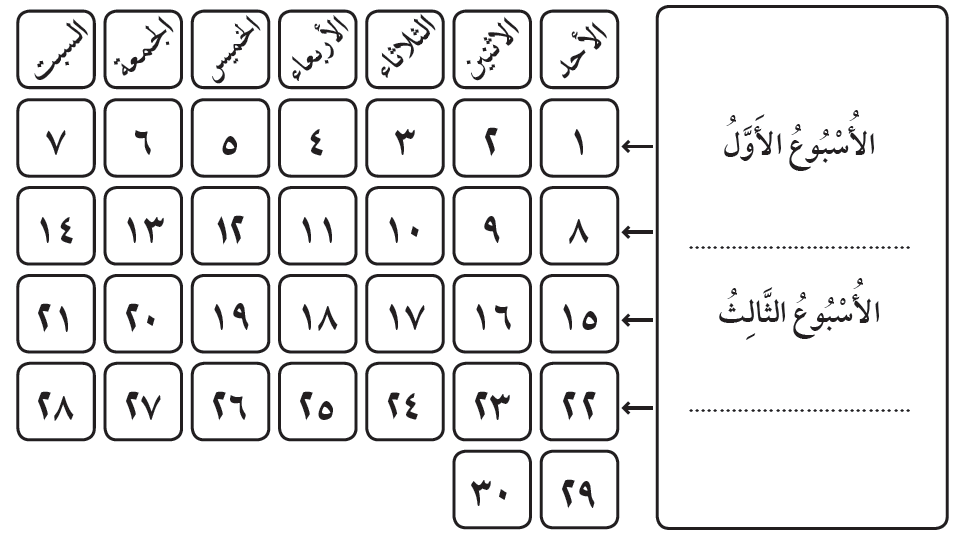 الأحد الاثنين الثلاثاء الأربعاء الخميس الجمعة السبت
الأُسْبُوعُ الأَوَّلُ
١ ٢ ٣ ٤ ٥ ٦ ٧
........................................
٨ ٩ ١٠ ١١ ١٢ ١٣ ١٤
الأُسْبُوعُ الثَّالِثُ
١٥ ١٦ ١٧ ١٨ ١٩ ٢٠ ٢١
........................................
٢٢ ٢٣ ٢٤ ٢٥ ٢٦ ٢٧ ٢٨
٢٩ ٣٠